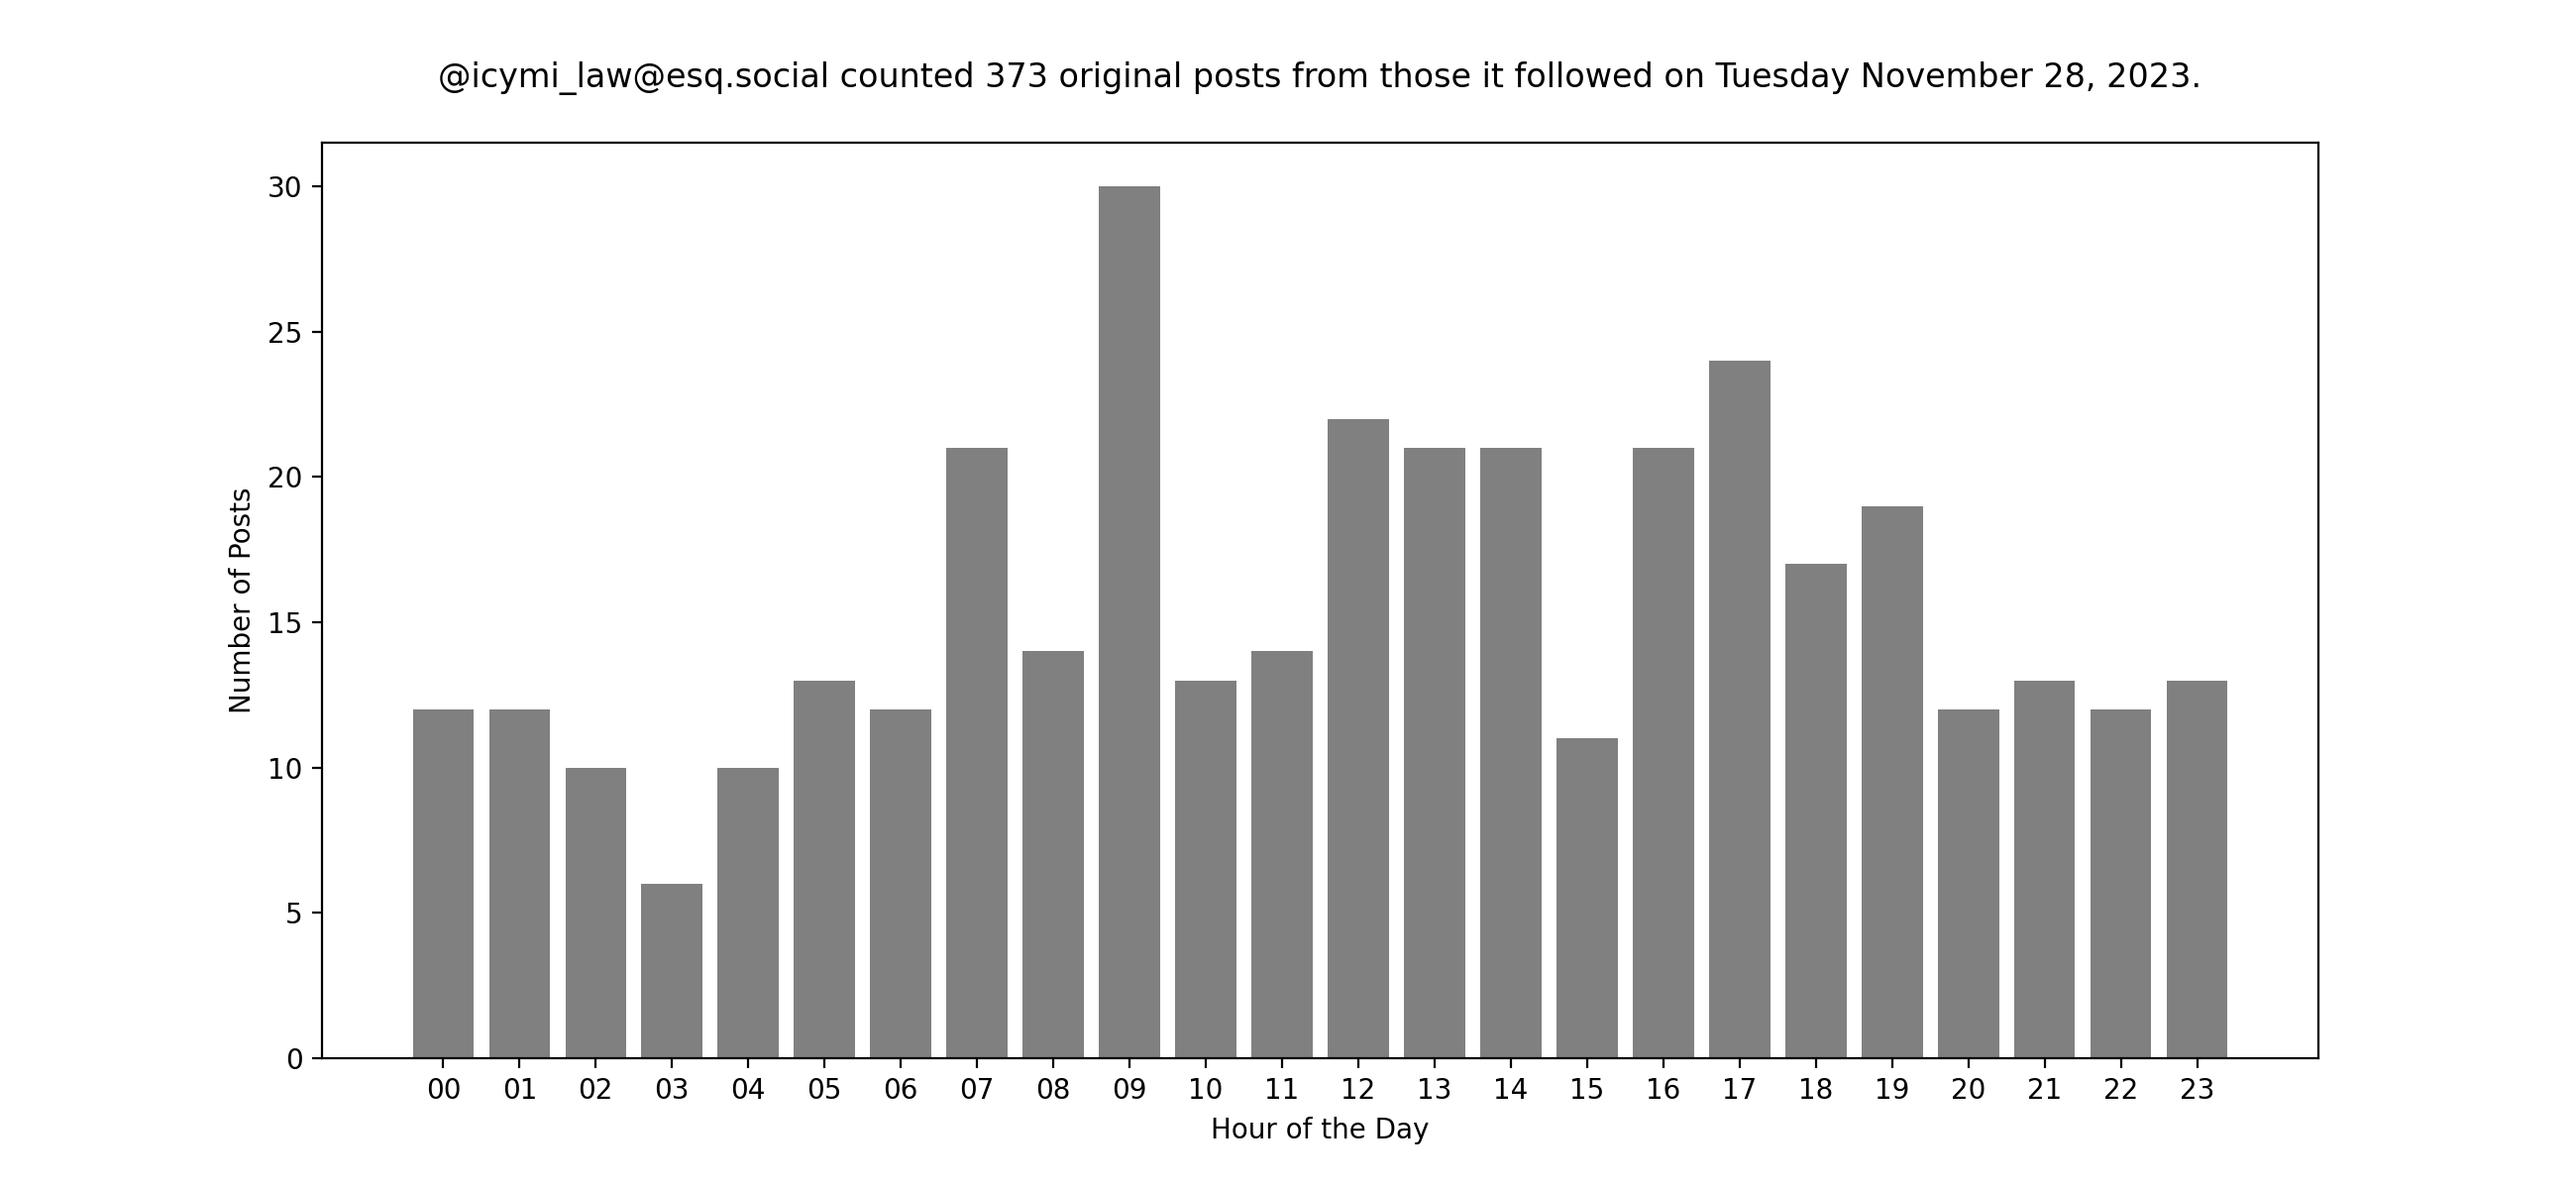 @icymi_law@esq.social counted 373 original posts from those it followed on Tuesday November 28, 2023.
30
25
20
15
10
5
0
Number of Posts
00 01 02 03 04 05 06 07 08 09 10 11 12 13 14 15 16 17 18 19 20 21 22 23
Hour of the Day